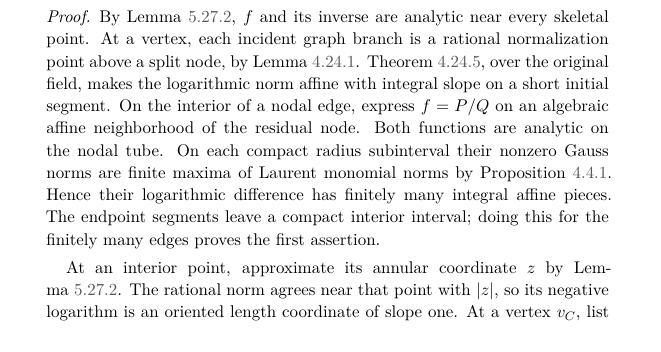 Proof. By Lemma 5.27.2, f and its inverse are analytic near every skeletal
point. At a vertex, each incident graph branch is a rational normalization
point above a split node, by Lemma 4.24.1. Theorem 4.24.5, over the original
field, makes the logarithmic norm affine with integral slope on a short initial
segment. On the interior of a nodal edge, express f = P/Q on an algebraic
affine neighborhood of the residual node. Both functions are analytic on
the nodal tube. On each compact radius subinterval their nonzero Gauss
norms are finite maxima of Laurent monomial norms by Proposition 4.4.1.
Hence their logarithmic difference has finitely many integral affine pieces.
The endpoint segments leave a compact interior interval; doing this for the
finitely many edges proves the first assertion.
At an interior point, approximate its annular coordinate z by Lem-
ma 5.27.2. The rational norm agrees near that point with |z|, so its negative
logarithm is an oriented length coordinate of slope one. At a vertex v_C, list